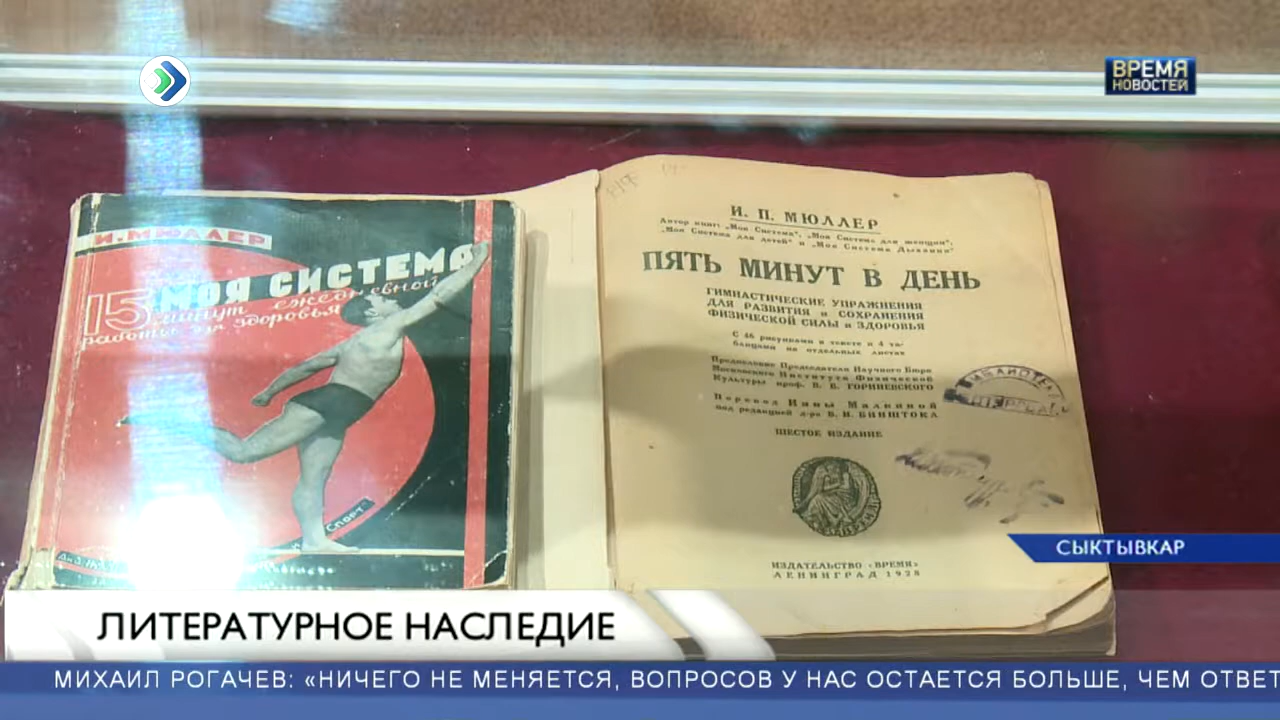 ВРЕМЯ
НОВОСТЕЙ
И. МЮЛЛЕР
МОЯ СИСТЕМА
15 минут ежедневной
работы для здоровья
Спорт
И. П. МЮЛЛЕР
Автор книг: „Моя Система“, „Моя Система для женщин“,
„Моя Система для детей“ и „Моя Система Дыхания“
ПЯТЬ МИНУТ В ДЕНЬ
ГИМНАСТИЧЕСКИЕ УПРАЖНЕНИЯ
ДЛЯ РАЗВИТИЯ и СОХРАНЕНИЯ
ФИЗИЧЕСКОЙ СИЛЫ и ЗДОРОВЬЯ
С 46 рисунками в тексте и 4 та-
блицами на отдельных листах
Предисловие Председателя Научного Бюро
Московского Института Физической
Культуры проф. В. В. ГОРИНЕВСКОГО
Перевод Инны Малкиной
под редакцией д-ра В. И. БИНШТОКА
ШЕСТОЕ ИЗДАНИЕ
БИБЛИОТЕ
ИЗДАТЕЛЬСТВО «ВРЕМЯ»
ЛЕНИНГРАД 1928
СЫКТЫВКАР
ЛИТЕРАТУРНОЕ НАСЛЕДИЕ
МИХАИЛ РОГАЧЕВ: «НИЧЕГО НЕ МЕНЯЕТСЯ, ВОПРОСОВ У НАС ОСТАЕТСЯ БОЛЬШЕ, ЧЕМ ОТВЕТ